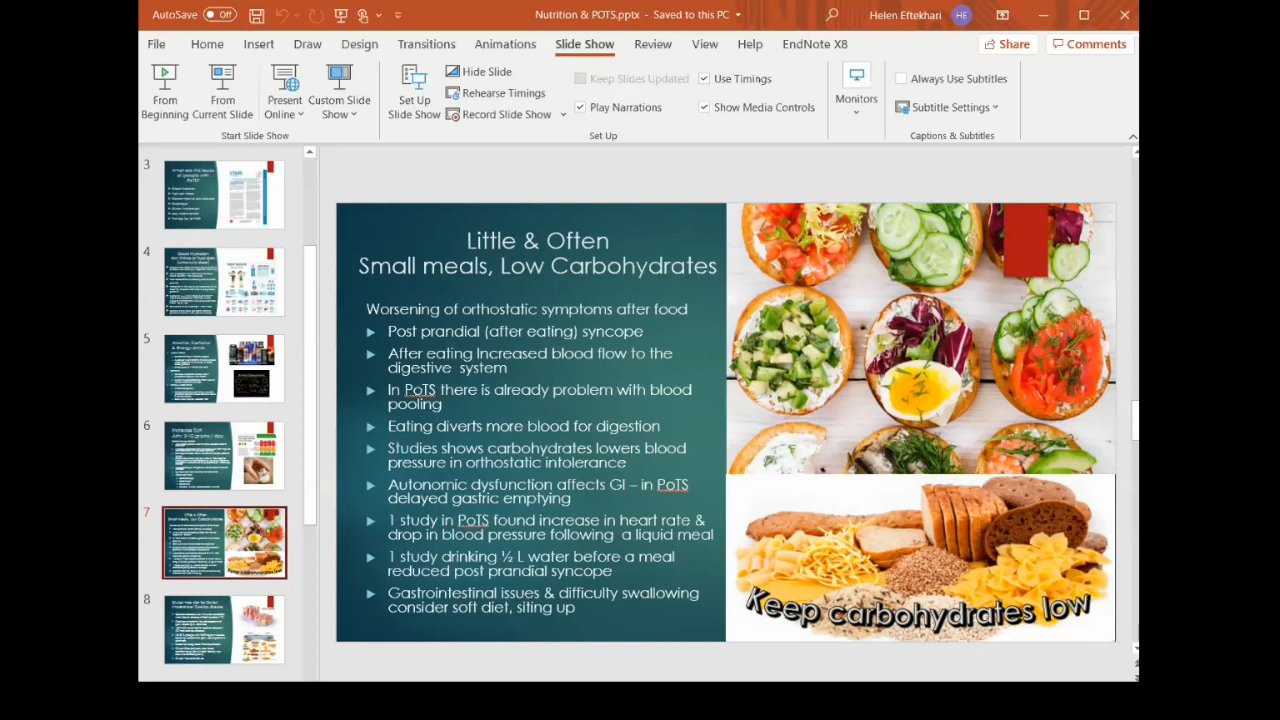 AutoSave Off
Nutrition & POTS.pptx - Saved to this PC
Helen Eftekhari HE
File Home Insert Draw Design Transitions Animations Slide Show Review View Help EndNote X8 Share Comments
From Beginning
From Current Slide
Present Online
Custom Slide Show
Start Slide Show
Set Up Slide Show
Hide Slide
Rehearse Timings
Record Slide Show
Keep Slides Updated
Play Narrations
Use Timings
Show Media Controls
Set Up
Monitors
Always Use Subtitles
Subtitle Settings
Captions & Subtitles
3
4
5
6
7
8
Little & Often
Small meals, Low Carbohydrates
Worsening of orthostatic symptoms after food
Post prandial (after eating) syncope
After eating Increased blood flow to the
digestive system
In PoTS there is already problem with blood
pooling
Eating diverts more blood for digestion
Studies shows carbohydrates lowers blood
pressure in orthostatic intolerance
Autonomic dysfunction affects GI – in PoTS
delayed gastric emptying
1 study in PoTS found increase in heart rate &
drop in blood pressure following a liquid meal
1 study drinking ½ L water before a meal
reduced post prandial syncope
Gastrointestinal issues & difficulty swallowing
consider soft diet, siting up
Keep carbohydrates low